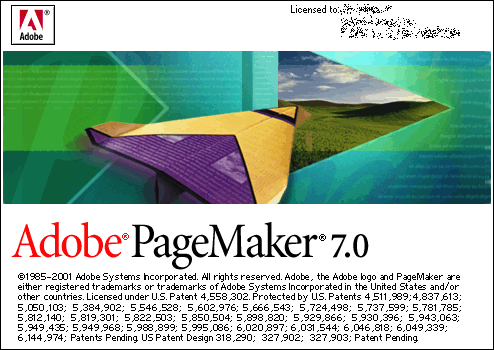 Licensed to:
Adobe
Adobe® PageMaker® 7.0
©1985-2001 Adobe Systems Incorporated. All rights reserved. Adobe, the Adobe logo and PageMaker are
either registered trademarks or trademarks of Adobe Systems Incorporated in the United States and/or
other countries. Licensed under U.S. Patent 4,558,302. Protected by U.S. Patents 4,511,989; 4,837,613;
5,050,103; 5,384,902; 5,546,528; 5,602,976; 5,666,543; 5,724,498; 5,737,599; 5,781,785;
5,812,140; 5,819,301; 5,822,503; 5,850,504; 5,898,820; 5,929,866; 5,930,396; 5,943,063;
5,949,435; 5,949,968; 5,988,899; 5,995,086; 6,020,897; 6,031,544; 6,046,818; 6,049,339;
6,144,974; Patents Pending. US Patent Design 318,290; 327,902; 327,903; Patent Pending.